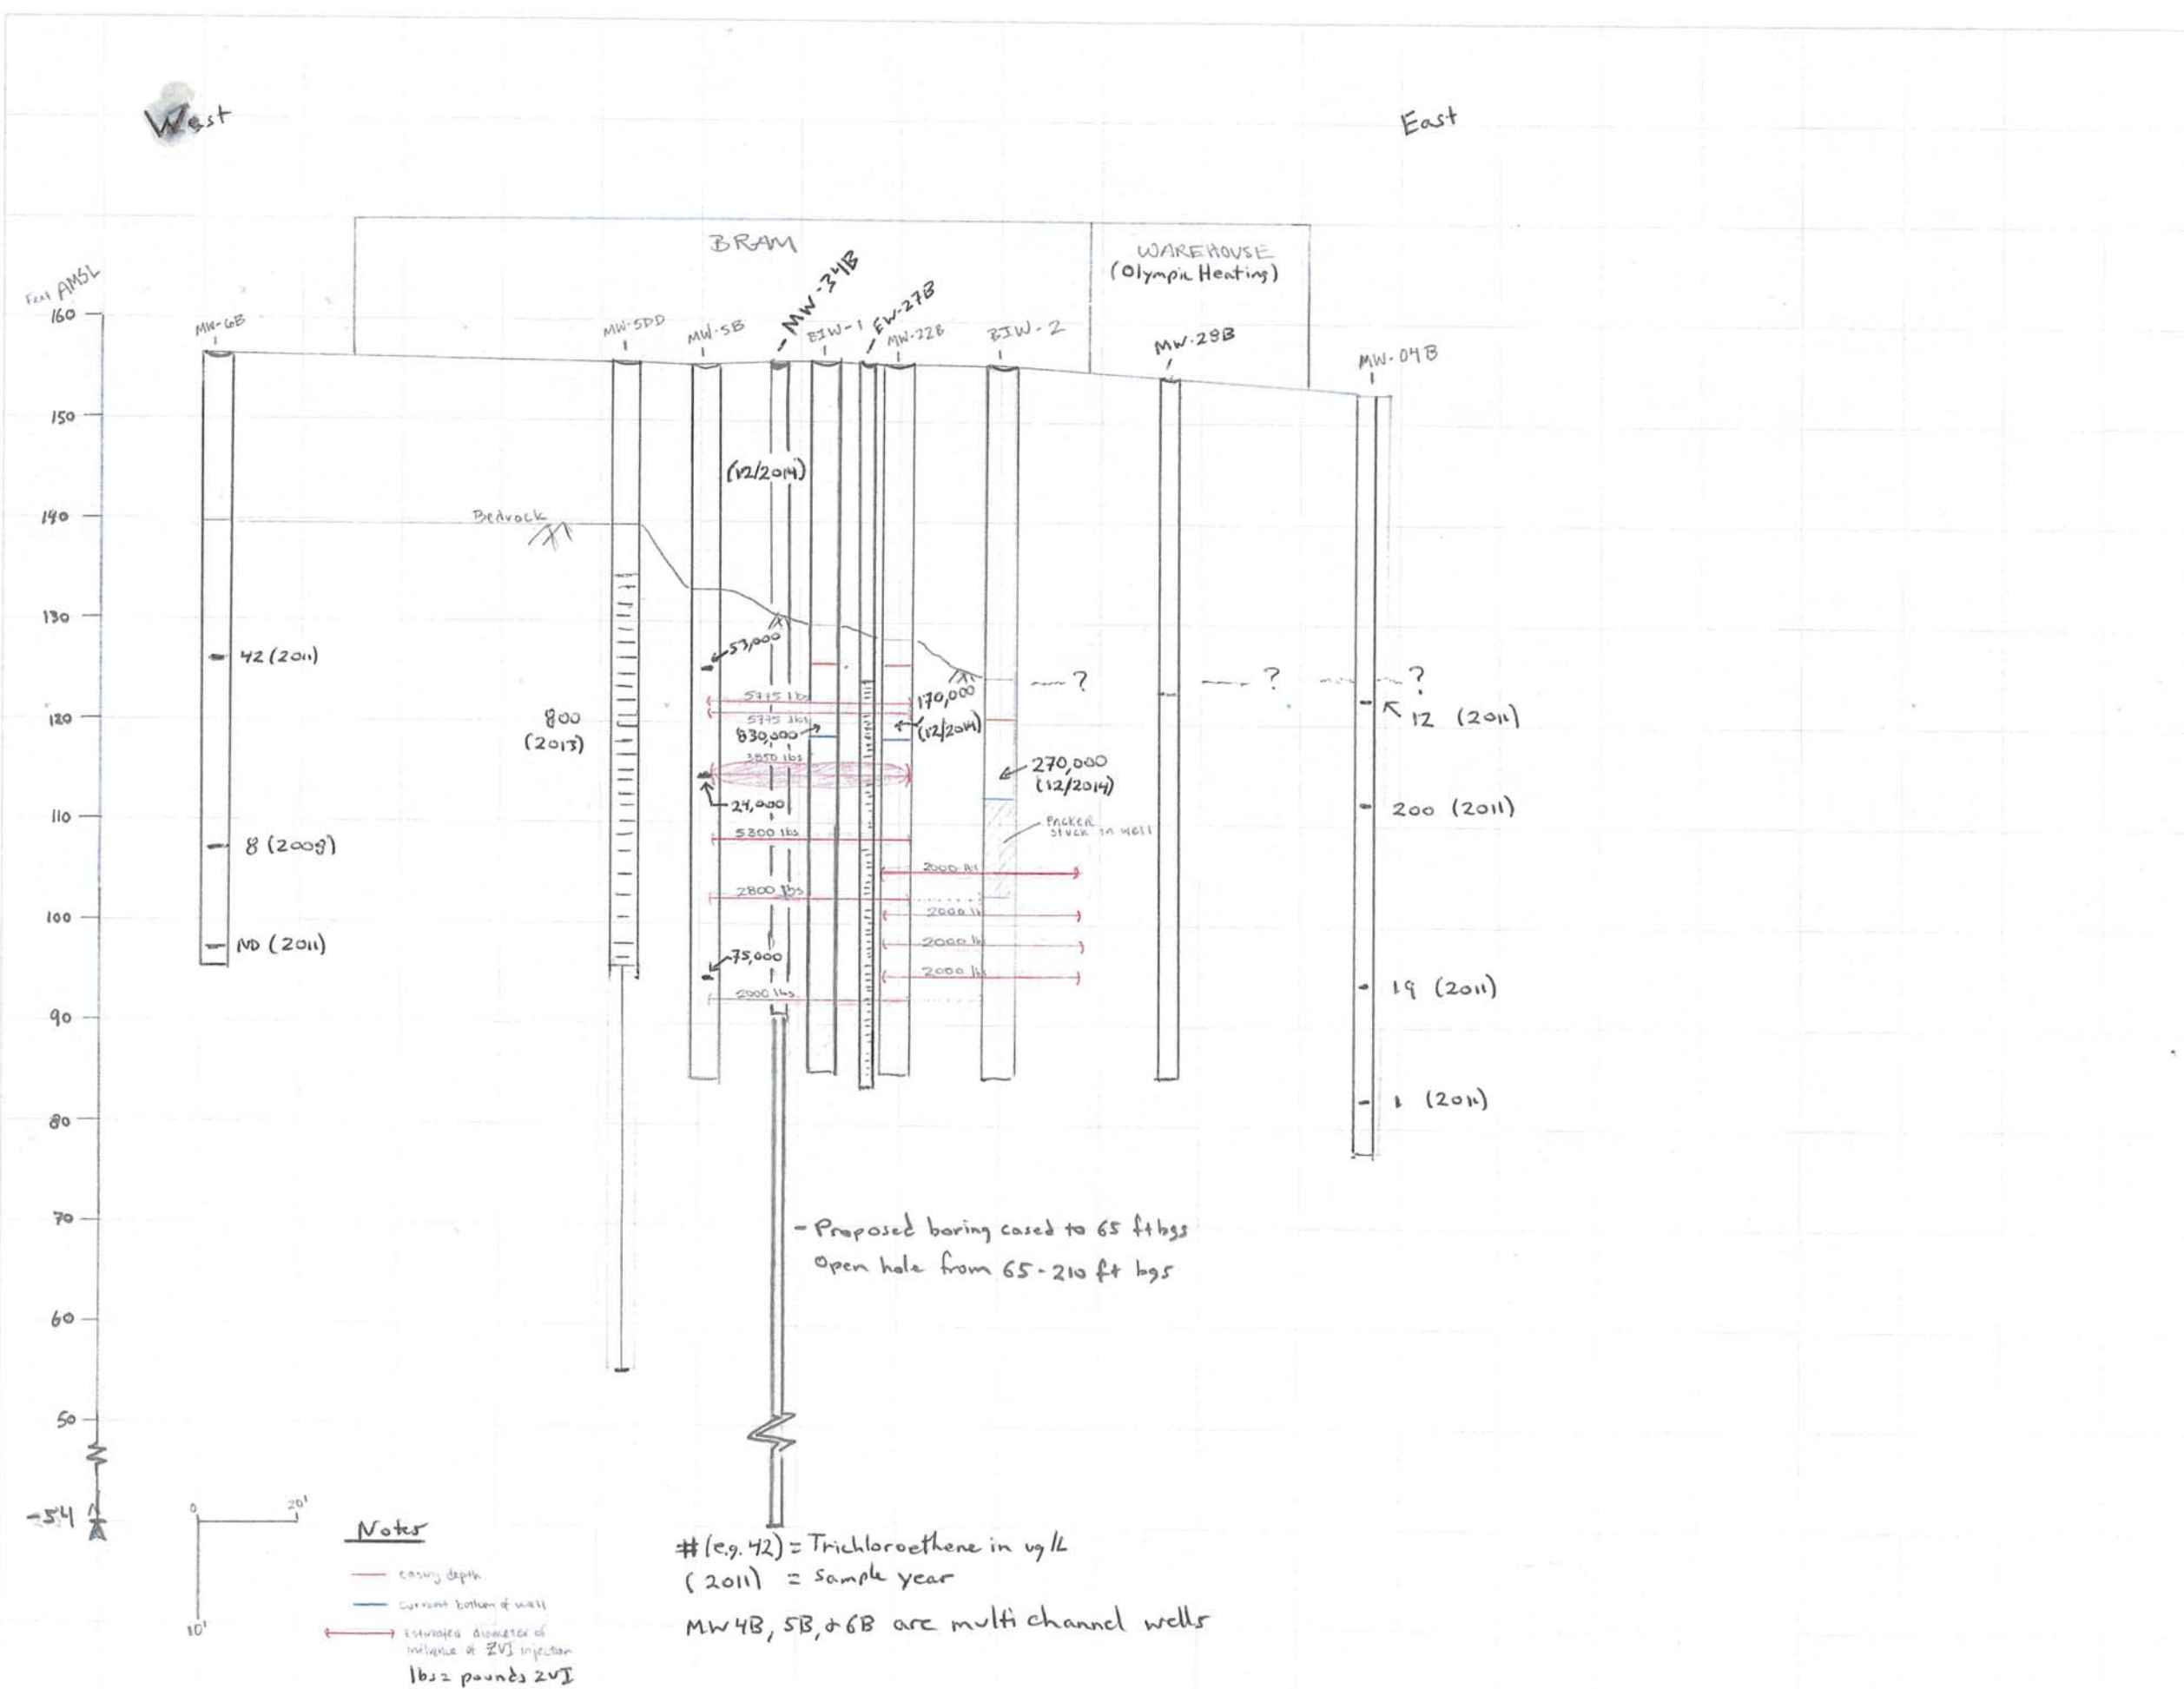 West
East
BRAM
WAREHOUSE
(Olympic Heating)
Feet AMSL
MW-6B
MW-5DD
MW-5B
MW-34B
BIW-1
EW-27B
MW-22B
BIW-2
MW-29B
MW-04B
160
150
140
130
120
110
100
90
80
70
60
50
-54
(12/2014)
Bedrock
42 (2011)
8 (2009)
ND (2011)
800
(2013)
53,000
5775 lbs
5775 lbs
830,000
3850 lbs
24,000
5300 lbs
2800 lbs
75,000
2000 lbs
170,000
(12/2014)
270,000
(12/2014)
Packer
stuck in well
2000 lbs
2000 lb
2000 lb
2000 lbs
?
?
?
12 (2011)
200 (2011)
19 (2011)
1 (2011)
- Proposed boring cased to 65 ft bgs
Open hole from 65-210 ft bgs
0
20'
10'
Notes
casing depth
current bottom of well
Estimated diameter of
influence of ZVI injection
lbs = pounds ZVI
# (e.g. 42) = Trichloroethene in ug/L
(2011) = Sample year
MW 4B, 5B, & 6B are multi channel wells